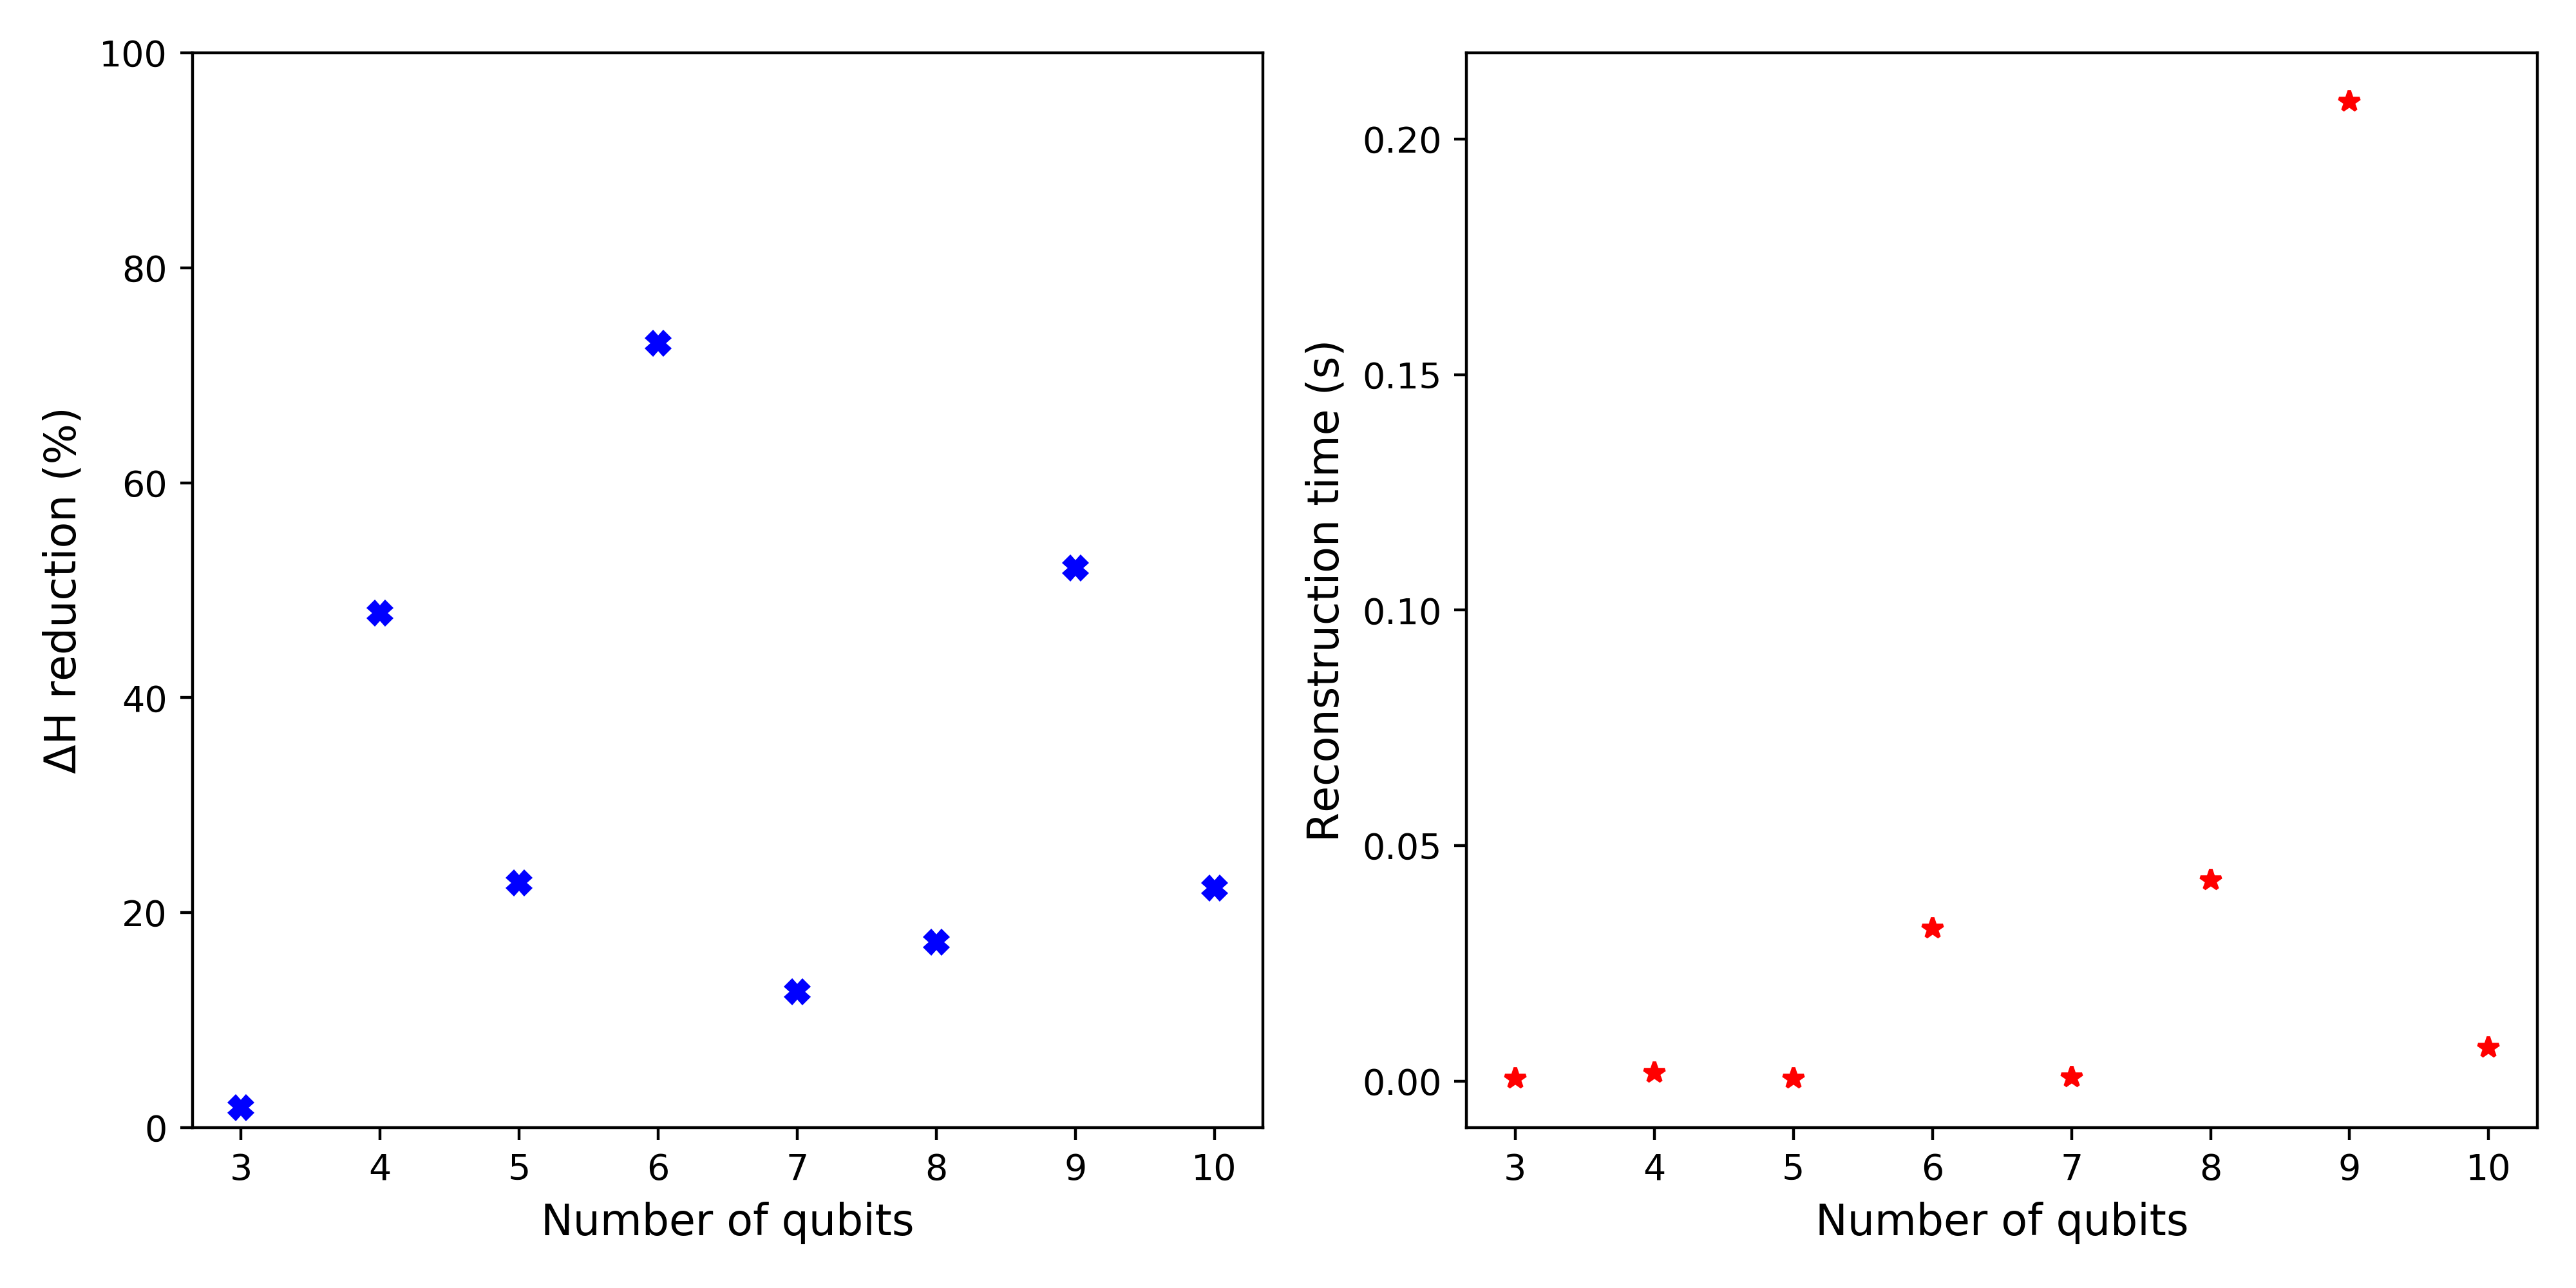 100
80
60
40
20
0
ΔH reduction (%)
3 4 5 6 7 8 9 10
Number of qubits
0.20
0.15
0.10
0.05
0.00
Reconstruction time (s)
3 4 5 6 7 8 9 10
Number of qubits